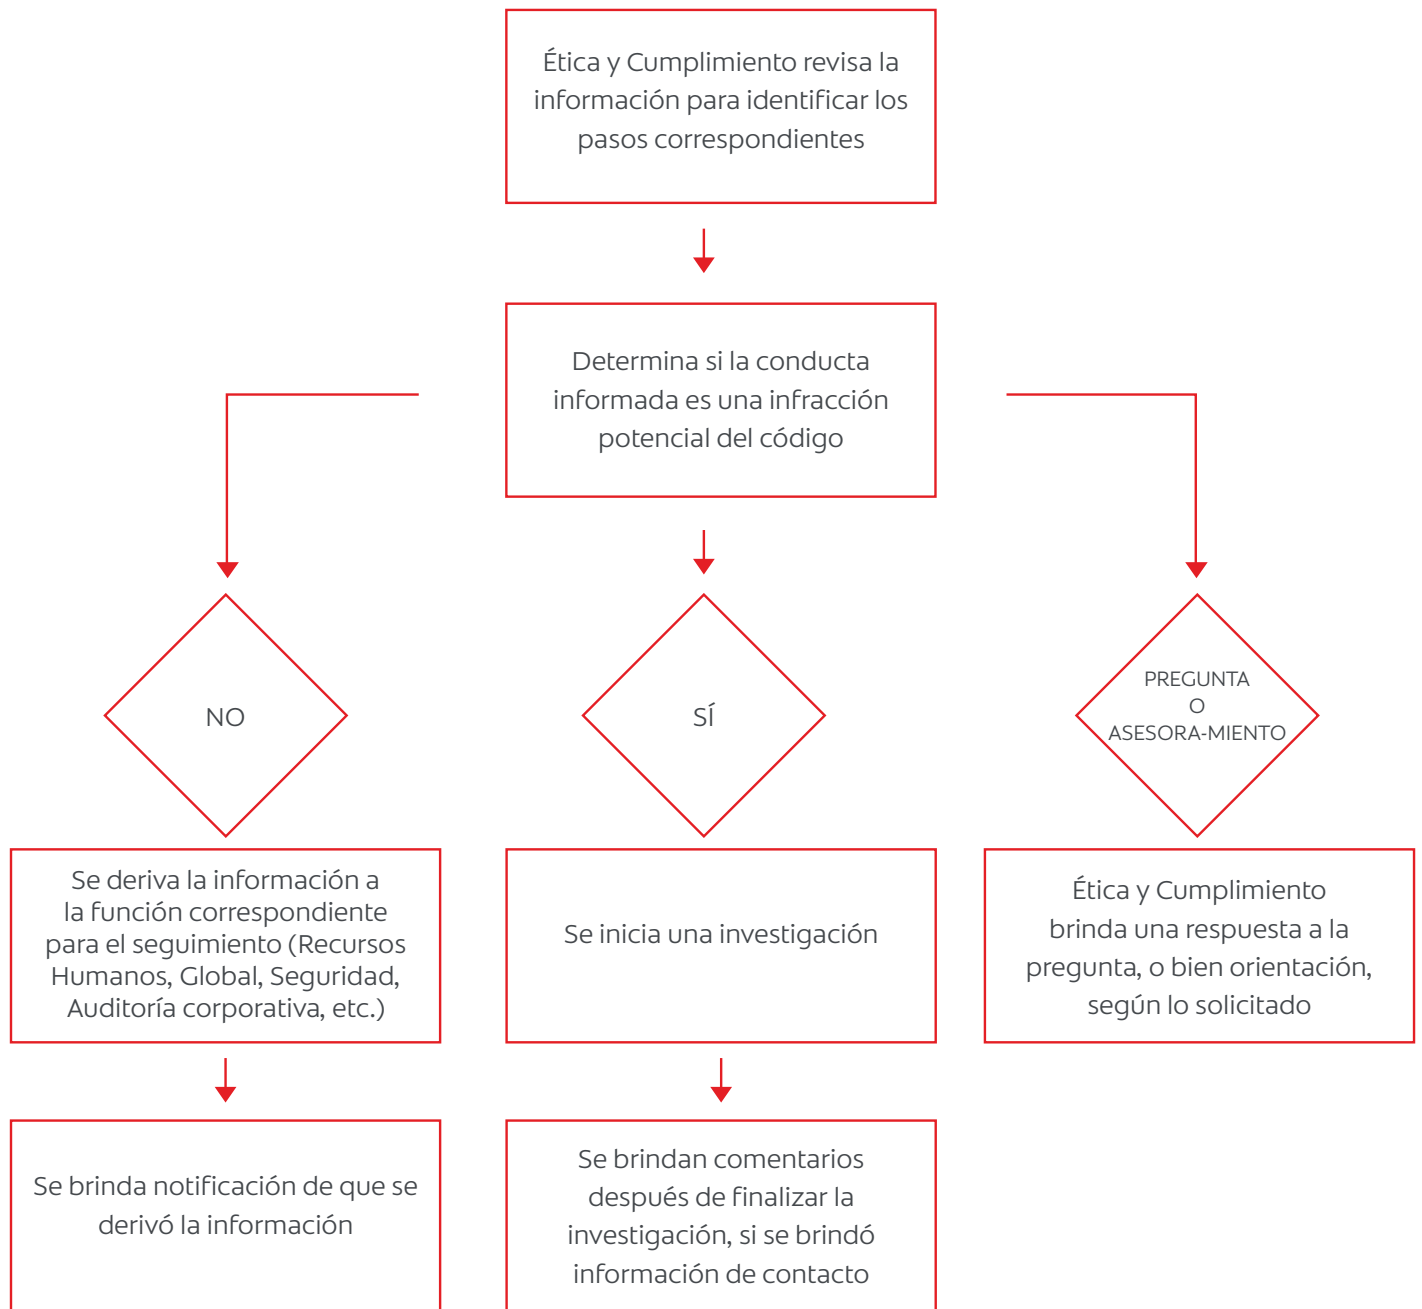 Ética y Cumplimiento revisa la
información para identificar los
pasos correspondientes
Determina si la conducta
informada es una infracción
potencial del código
NO
SÍ
PREGUNTA
O
ASESORA-MIENTO
Se deriva la información a
la función correspondiente
para el seguimiento (Recursos
Humanos, Global, Seguridad,
Auditoría corporativa, etc.)
Se inicia una investigación
Ética y Cumplimiento
brinda una respuesta a la
pregunta, o bien orientación,
según lo solicitado
Se brinda notificación de que se
derivó la información
Se brindan comentarios
después de finalizar la
investigación, si se brindó
información de contacto